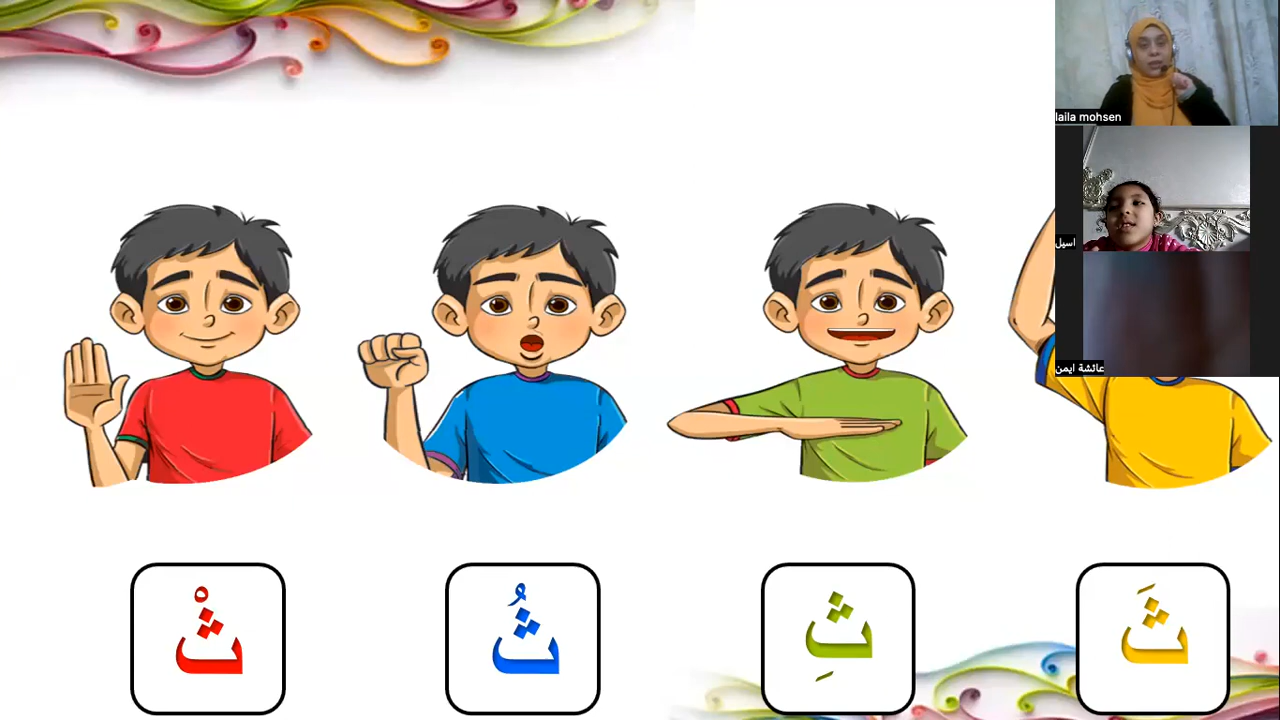 laila mohsen
اسيل
عائشة ايمن
ثَ
ثِ
ثُ
ثْ